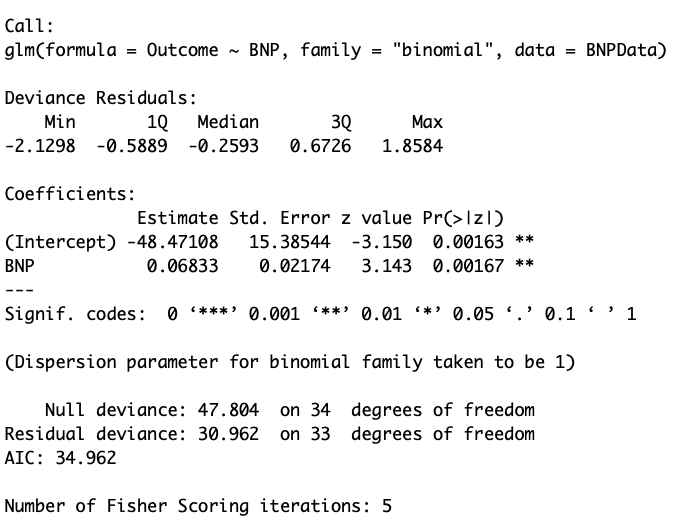 Call:
glm(formula = Outcome ~ BNP, family = "binomial", data = BNPData)
Deviance Residuals:
    Min      1Q  Median      3Q     Max
-2.1298 -0.5889 -0.2593  0.6726  1.8584
Coefficients:
             Estimate Std. Error z value Pr(>|z|)
(Intercept) -48.47108   15.38544  -3.150  0.00163 **
BNP           0.06833    0.02174   3.143  0.00167 **
---
Signif. codes:  0 ‘***’ 0.001 ‘**’ 0.01 ‘*’ 0.05 ‘.’ 0.1 ‘ ’ 1
(Dispersion parameter for binomial family taken to be 1)
    Null deviance: 47.804  on 34  degrees of freedom
Residual deviance: 30.962  on 33  degrees of freedom
AIC: 34.962
Number of Fisher Scoring iterations: 5